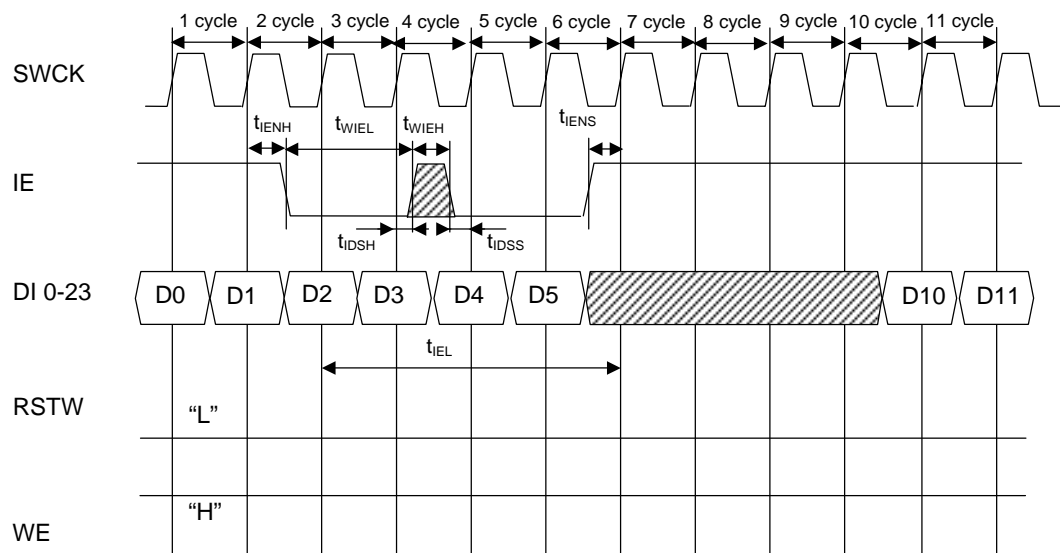 1 cycle 2 cycle 3 cycle 4 cycle 5 cycle 6 cycle 7 cycle 8 cycle 9 cycle 10 cycle 11 cycle
SWCK
tIENH tWIEL tWIEH tIENS
IE
tIDSH tIDSS
DI 0-23 D0 D1 D2 D3 D4 D5 D10 D11
tIEL
RSTW “L”
“H”
WE